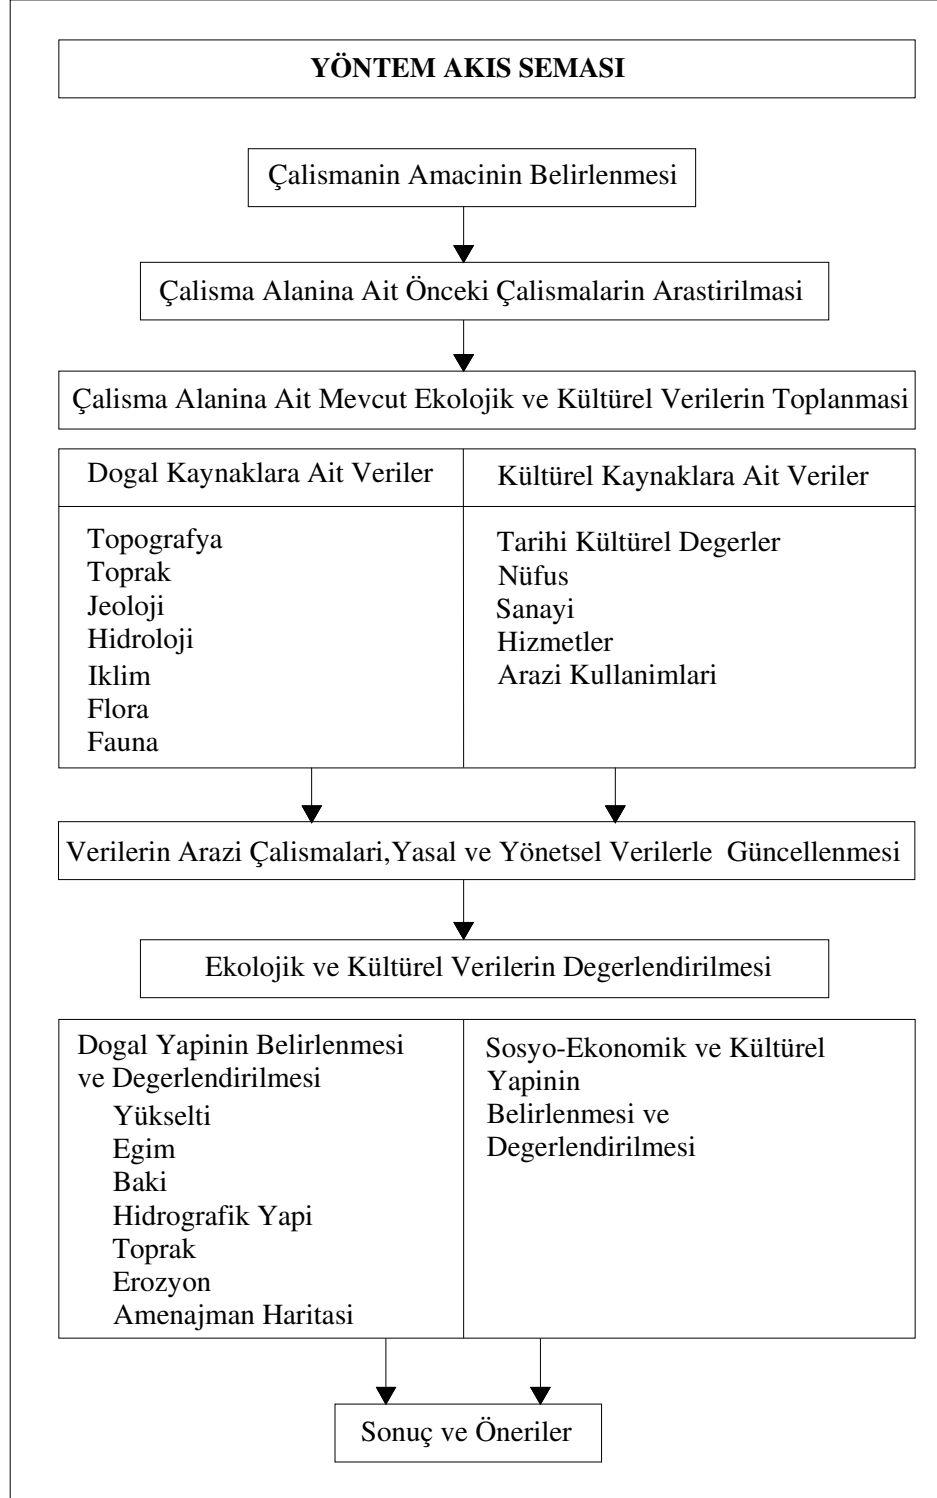 YÖNTEM AKIS SEMASI
Çalismanin Amacinin Belirlenmesi
Çalisma Alanina Ait Önceki Çalismalarin Arastirilmasi
Çalisma Alanina Ait Mevcut Ekolojik ve Kültürel Verilerin Toplanmasi
Dogal Kaynaklara Ait Veriler
Topografya
Toprak
Jeoloji
Hidroloji
Iklim
Flora
Fauna
Kültürel Kaynaklara Ait Veriler
Tarihi Kültürel Degerler
Nüfus
Sanayi
Hizmetler
Arazi Kullanimlari
Verilerin Arazi Çalismalari,Yasal ve Yönetsel Verilerle Güncellenmesi
Ekolojik ve Kültürel Verilerin Degerlendirilmesi
Dogal Yapinin Belirlenmesi
ve Degerlendirilmesi
Yükselti
Egim
Baki
Hidrografik Yapi
Toprak
Erozyon
Amenajman Haritasi
Sosyo-Ekonomik ve Kültürel
Yapinin
Belirlenmesi ve
Degerlendirilmesi
Sonuç ve Öneriler